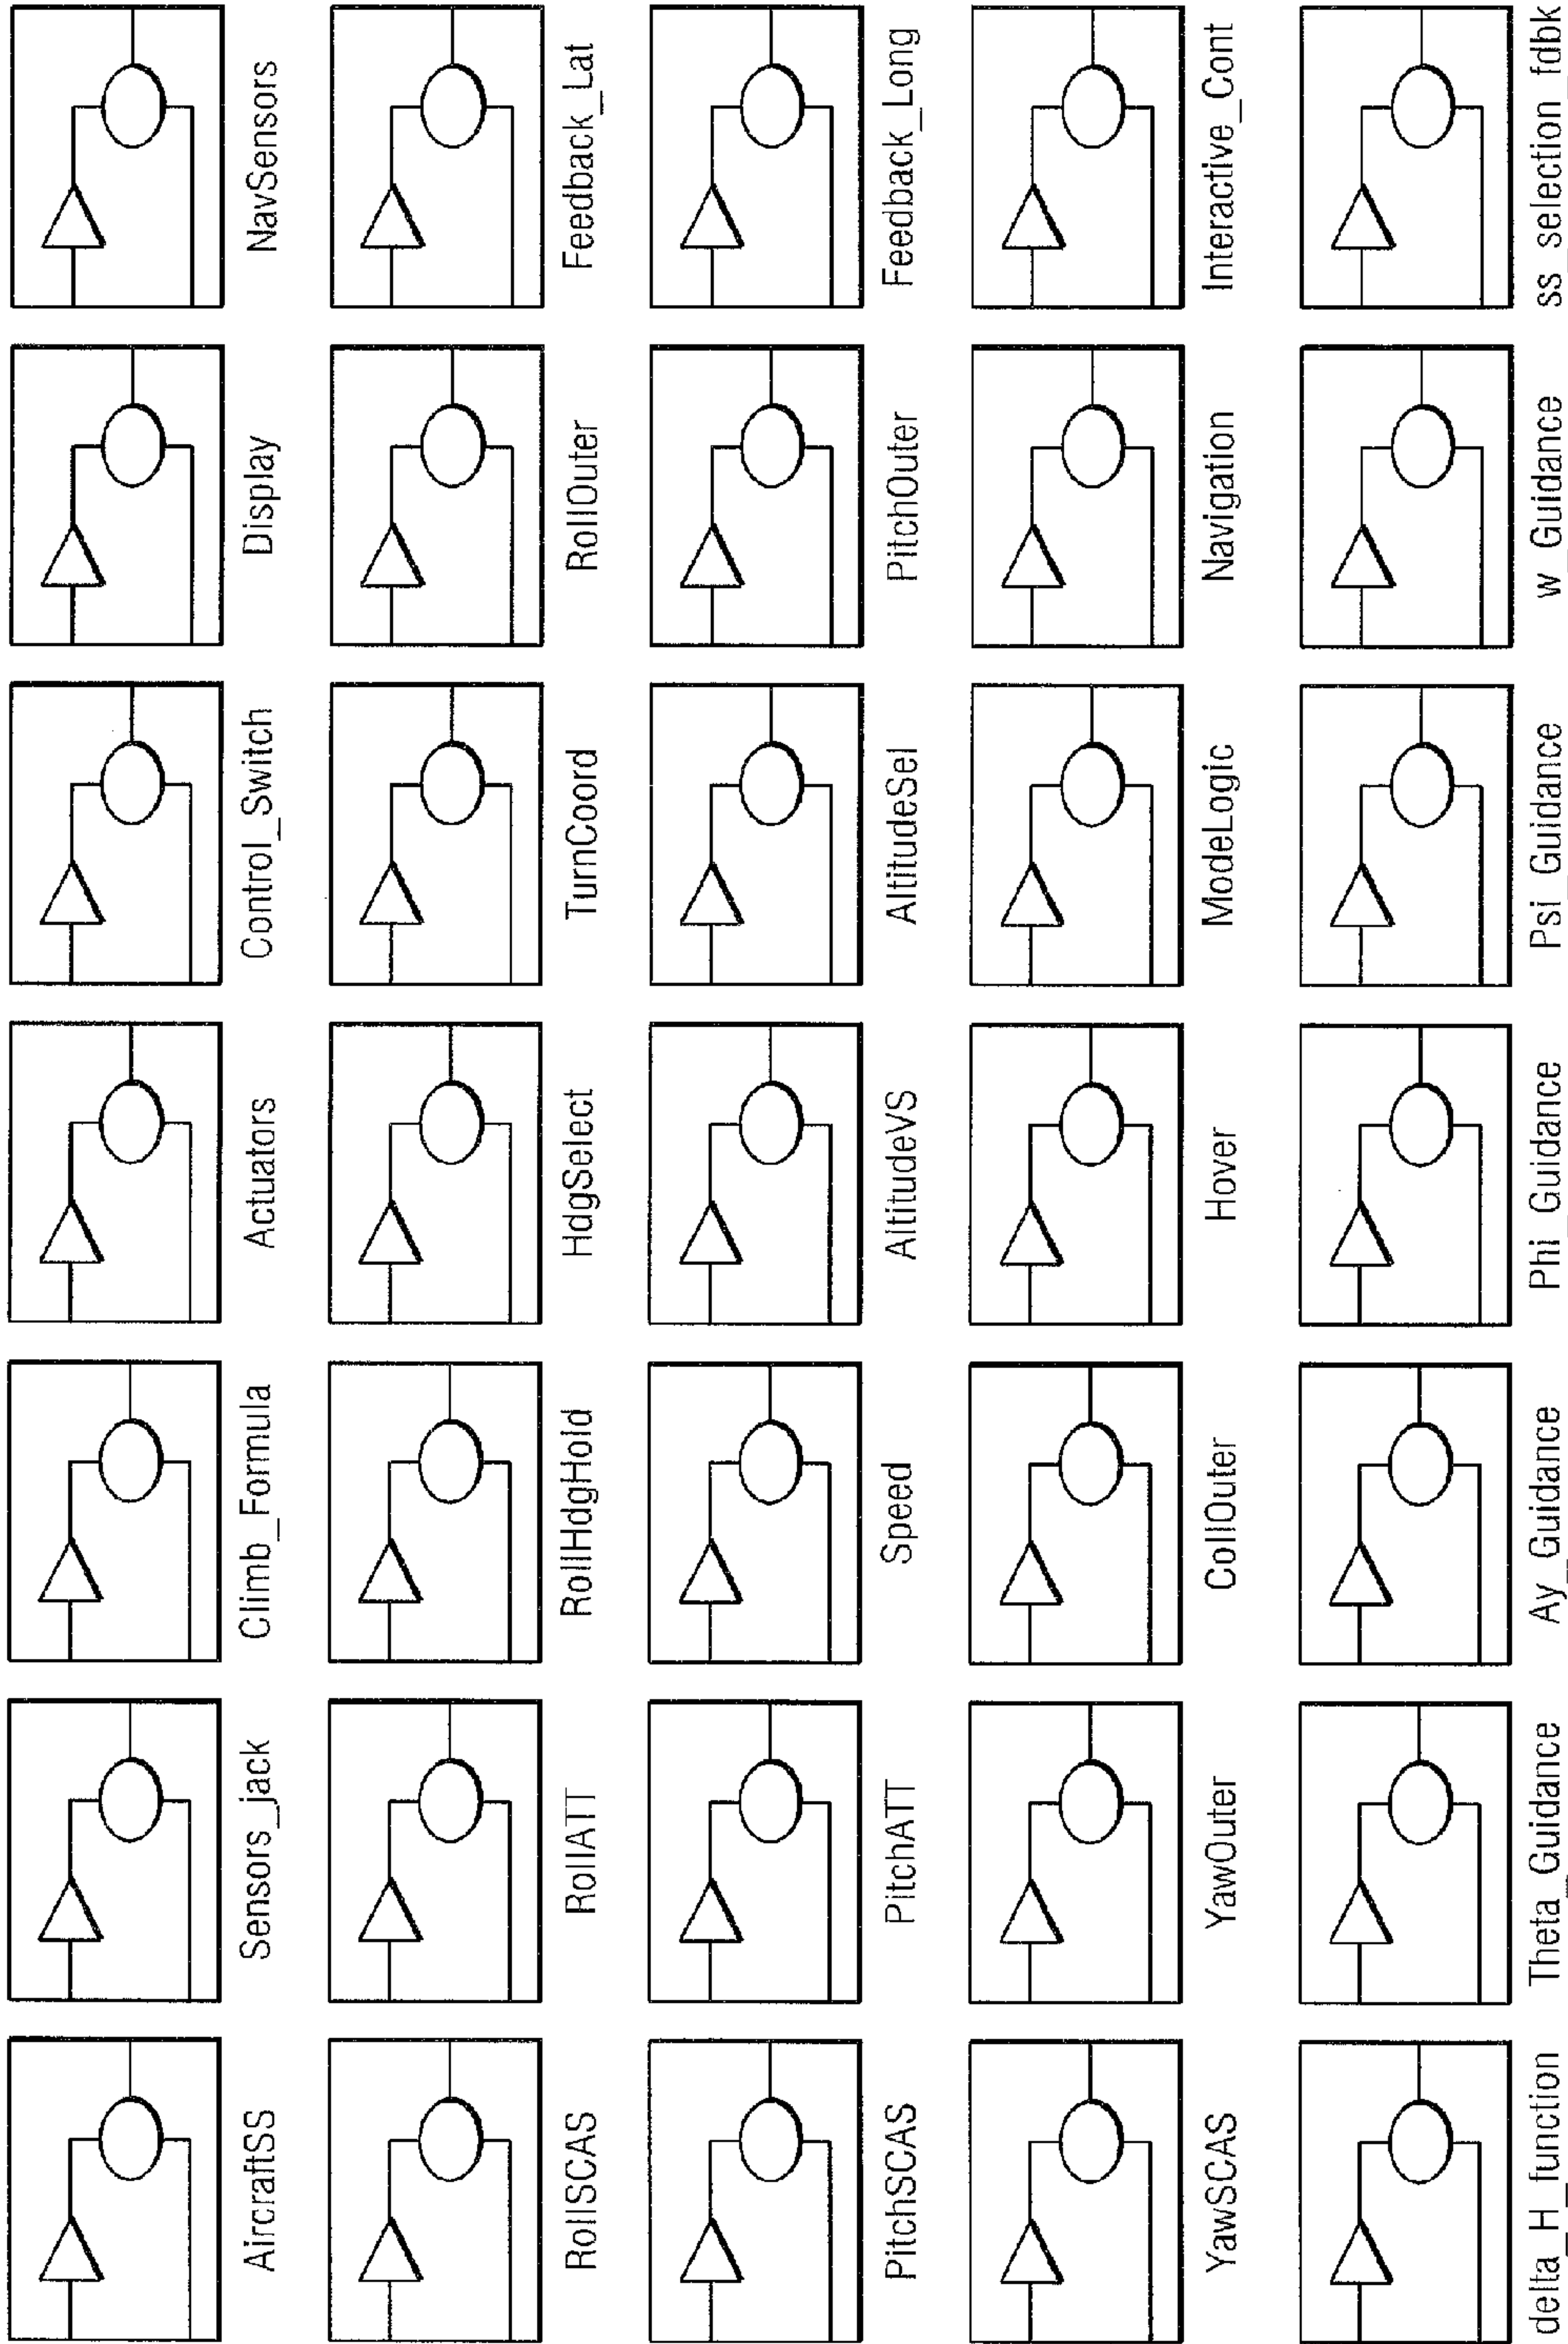 AircraftSS
Sensors_jack
Climb_Formula
Actuators
Control_Switch
Display
NavSensors
RollSCAS
RollATT
RollHdgHold
HdgSelect
TurnCoord
RollOuter
Feedback_Lat
PitchSCAS
PitchATT
Speed
AltitudeVS
AltitudeSel
PitchOuter
Feedback_Long
YawSCAS
YawOuter
CollOuter
Hover
ModeLogic
Navigation
Interactive_Cont
delta_H_function
Theta_Guidance
Ay_Guidance
Phi_Guidance
Psi_Guidance
w_Guidance
ss_selection_fdbk